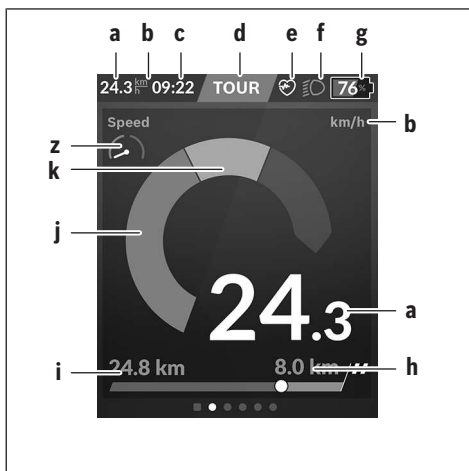 a b c d e f g
24.3 km/h 09:22 TOUR 76%
Speed km/h b
z
k
j
24.3 a
i 24.8 km 8.0 km h